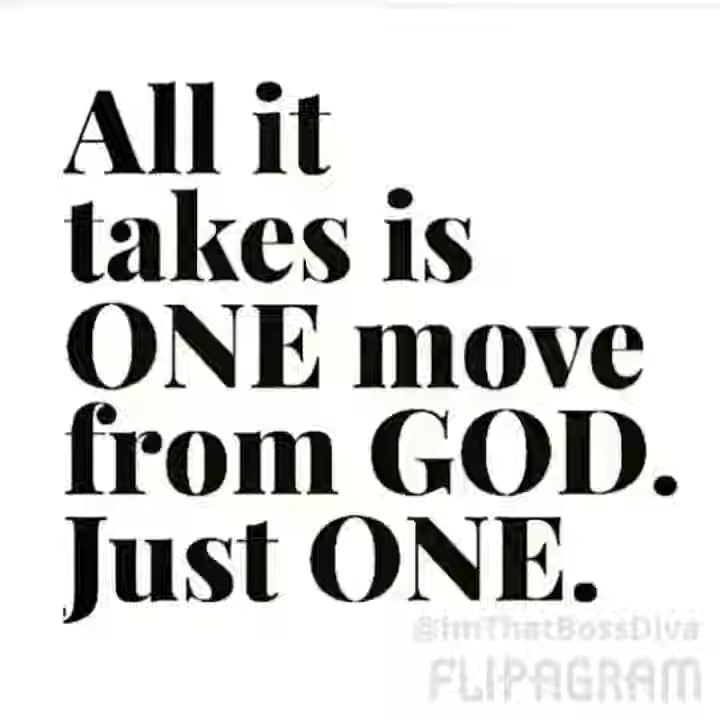 All it
takes is
ONE move
from GOD.
Just ONE.
@ImThatBossDiva
FLIPAGRAM